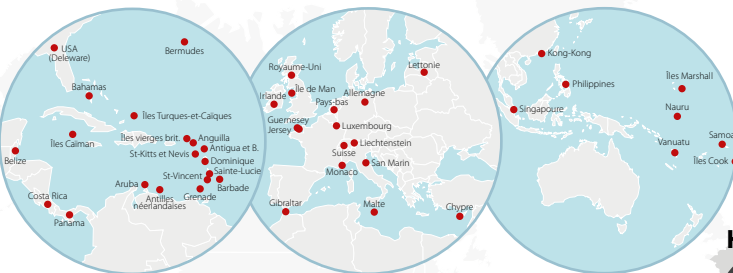 USA
(Deleware)
Bermudes
Bahamas
Îles Turques-et-Caïques
Îles Caïman
Îles vierges brit.
Anguilla
Antigua et B.
St-Kitts et Nevis
Dominique
Belize
St-Vincent
Sainte-Lucie
Aruba
Barbade
Costa Rica
Antilles
néerlandaises
Grenade
Panama
Royaume-Uni
Lettonie
Île de Man
Irlande
Allemagne
Pays-bas
Guernesey
Jersey
Luxembourg
Liechtenstein
Suisse
San Marin
Monaco
Gibraltar
Malte
Chypre
Kong-Kong
Philippines
Îles Marshall
Singapoure
Nauru
Vanuatu
Samoa
Îles Cook